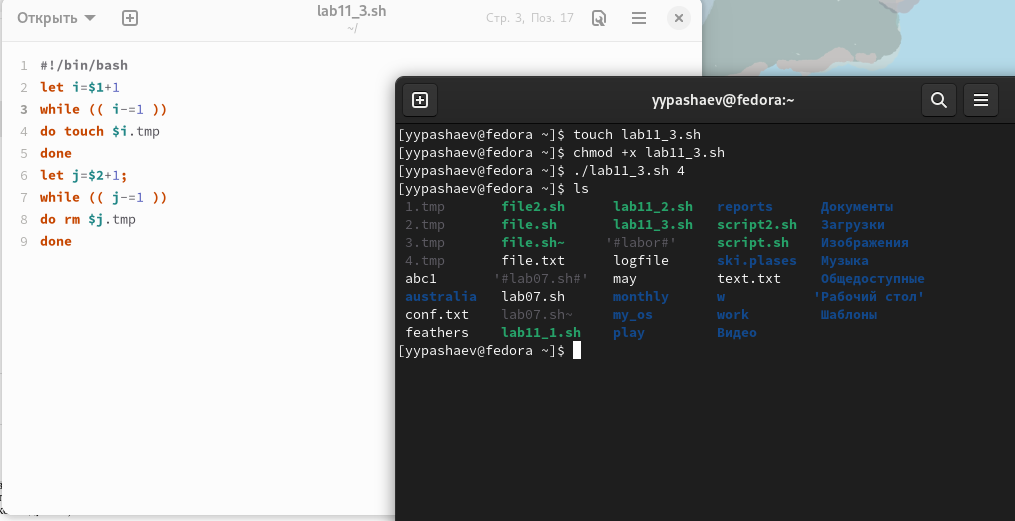 Открыть
lab11_3.sh
~/
Стр. 3, Поз. 17
1 #!/bin/bash
2 let i=$1+1
3 while (( i-=1 ))
4 do touch $i.tmp
5 done
6 let j=$2+1;
7 while (( j-=1 ))
8 do rm $j.tmp
9 done
yypashaev@fedora:~
[yypashaev@fedora ~]$ touch lab11_3.sh
[yypashaev@fedora ~]$ chmod +x lab11_3.sh
[yypashaev@fedora ~]$ ./lab11_3.sh 4
[yypashaev@fedora ~]$ ls
1.tmp file2.sh lab11_2.sh reports Документы
2.tmp file.sh lab11_3.sh script2.sh Загрузки
3.tmp file.sh~ '#labor#' script.sh Изображения
4.tmp file.txt logfile ski.plases Музыка
abc1 '#lab07.sh#' may text.txt Общедоступные
australia lab07.sh monthly w 'Рабочий стол'
conf.txt lab07.sh~ my_os work Шаблоны
feathers lab11_1.sh play Видео
[yypashaev@fedora ~]$